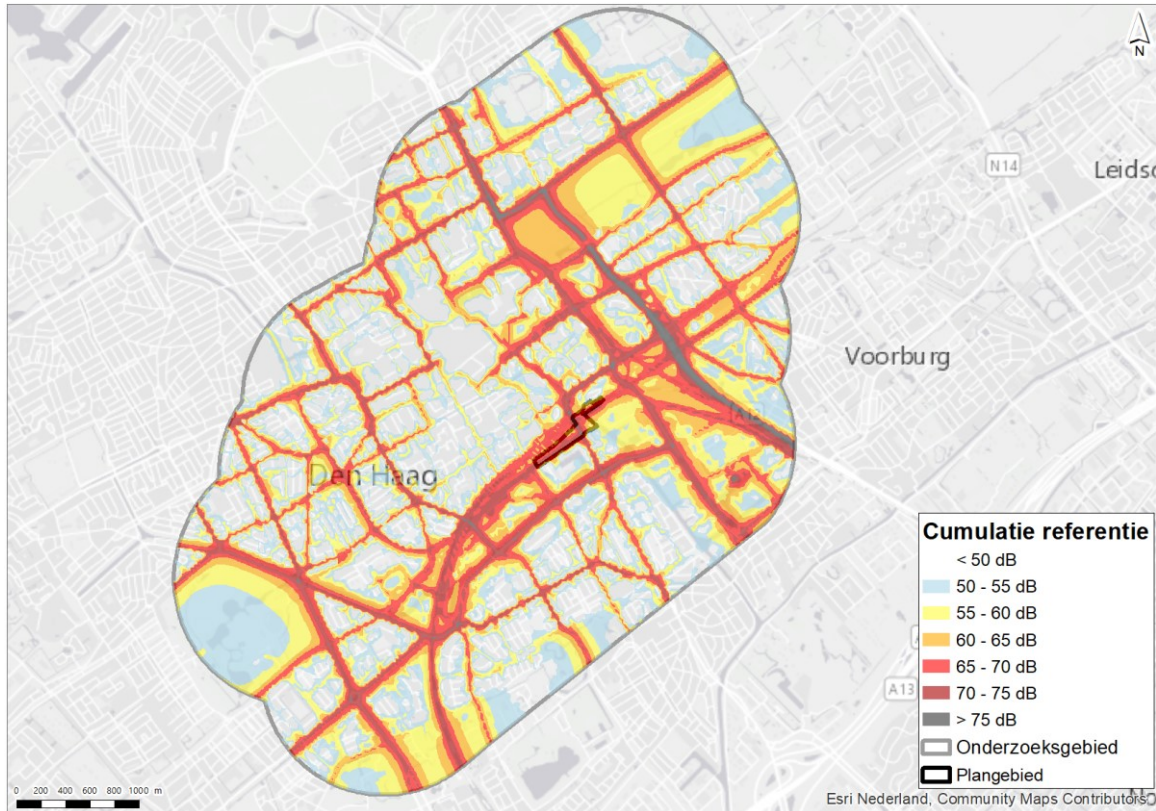 N
N14
Leidsc
Voorburg
A12
Den Haag
Cumulatie referentie
< 50 dB
50 - 55 dB
55 - 60 dB
60 - 65 dB
65 - 70 dB
70 - 75 dB
> 75 dB
Onderzoeksgebied
Plangebied
A13
0 200 400 600 800 1000 m
Esri Nederland, Community Maps Contributors